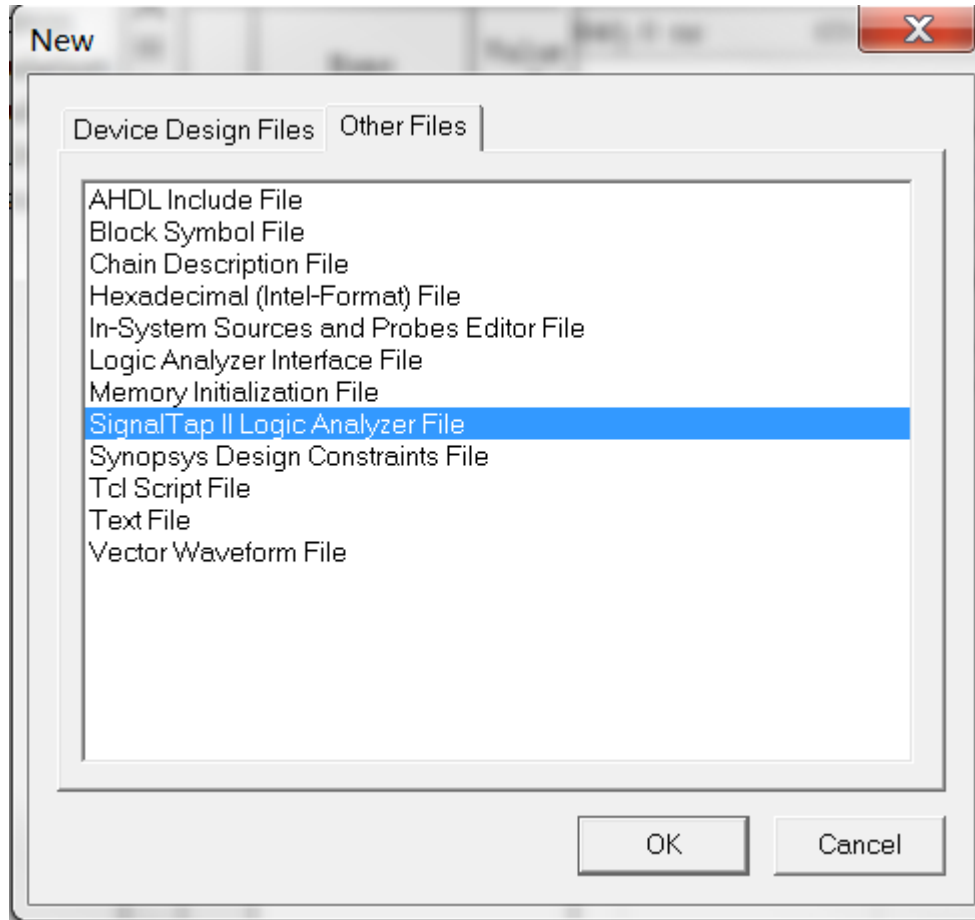 New
Device Design Files
Other Files
AHDL Include File
Block Symbol File
Chain Description File
Hexadecimal (Intel-Format) File
In-System Sources and Probes Editor File
Logic Analyzer Interface File
Memory Initialization File
SignalTap II Logic Analyzer File
Synopsys Design Constraints File
Tcl Script File
Text File
Vector Waveform File
OK
Cancel